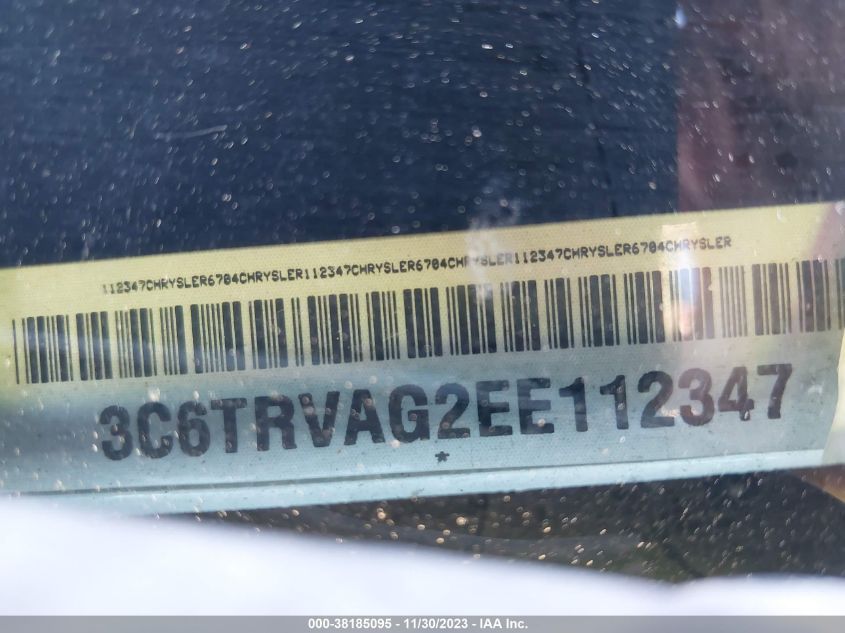 112347CHRYSLER6704CHRYSLER112347CHRYSLER6704CHRYSLER112347CHRYSLER6704CHRYSLER
3C6TRVAG2EE112347
*
000-38185095 - 11/30/2023 - IAA Inc.